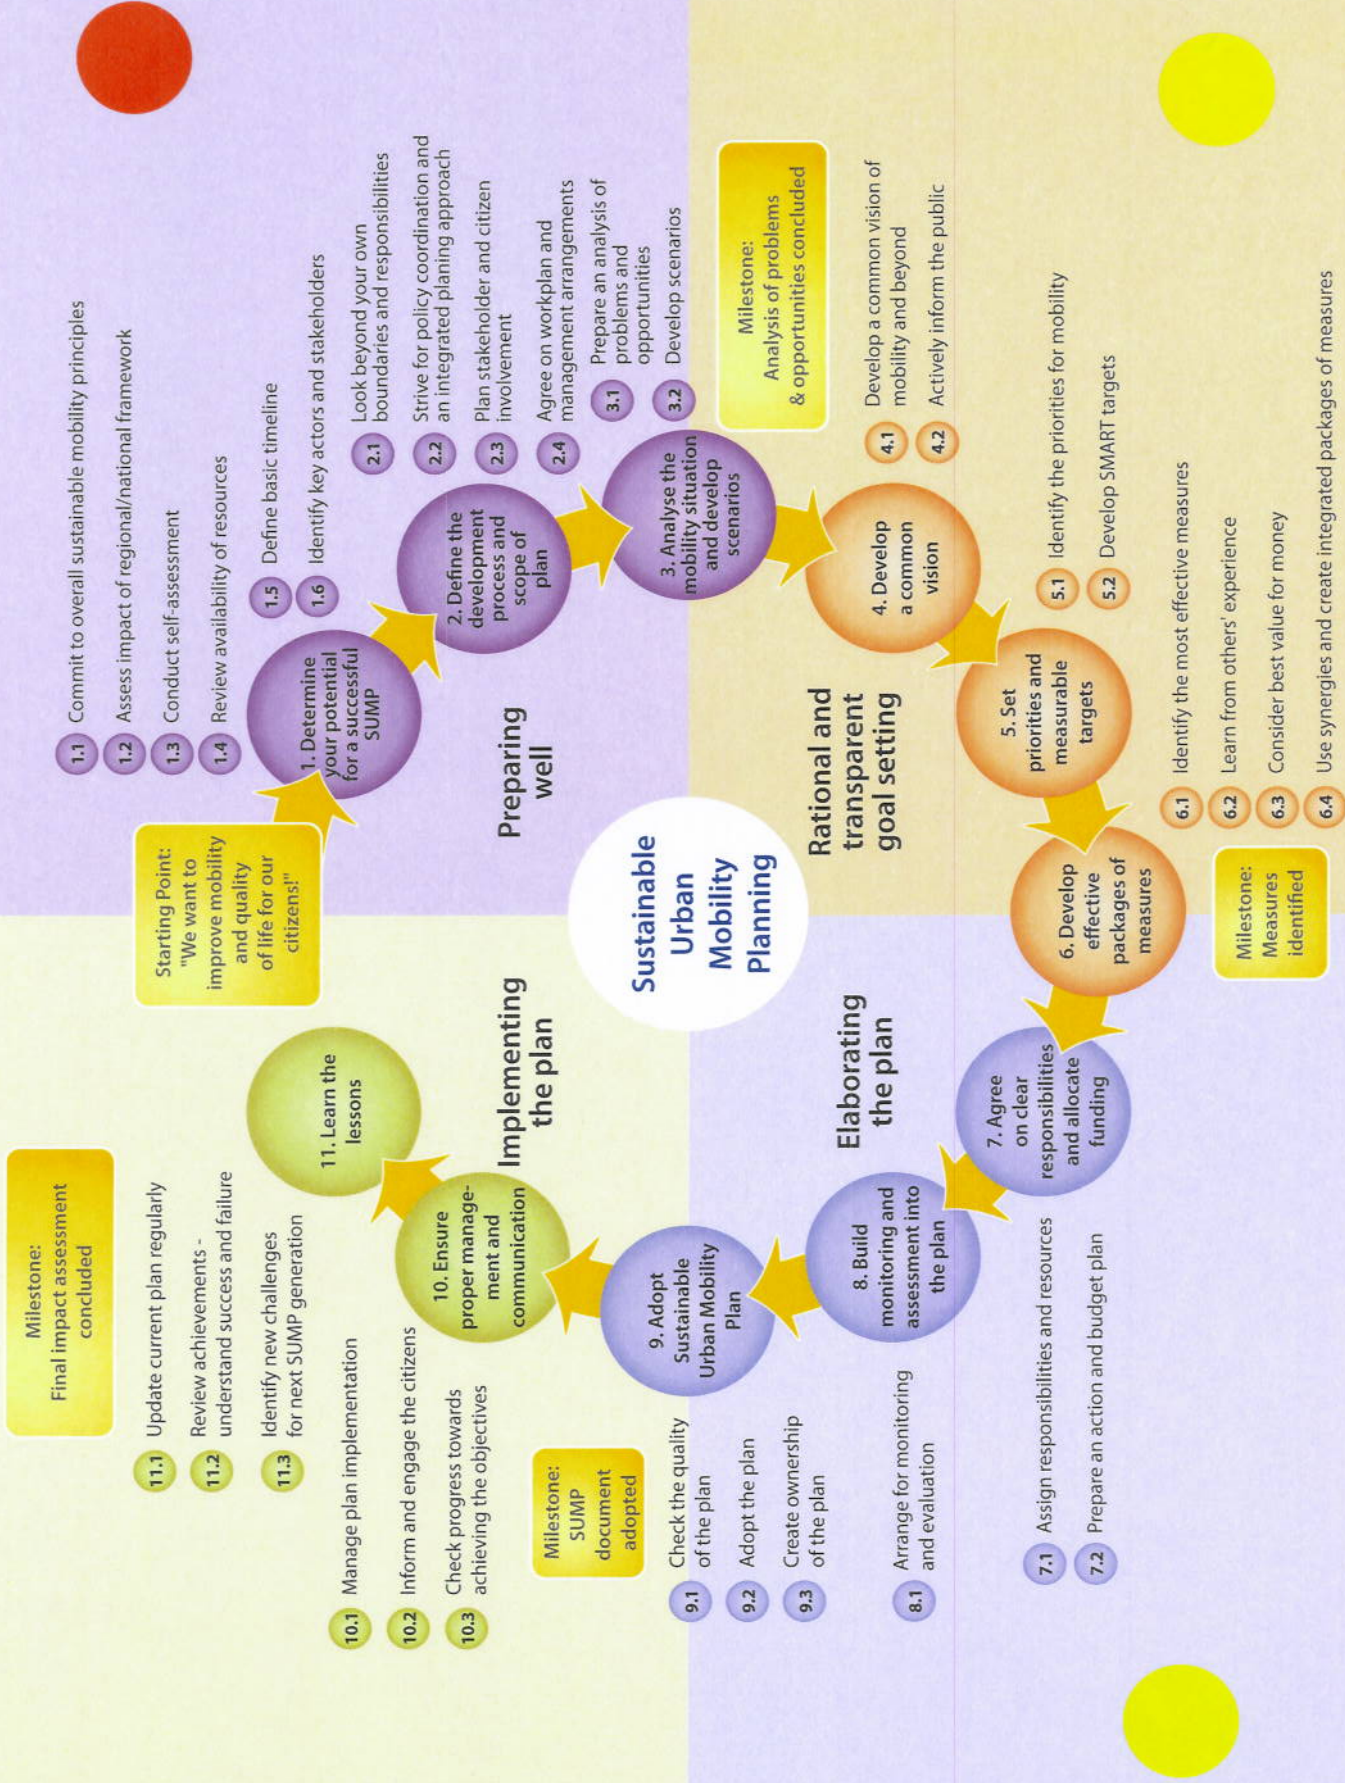 Starting Point:
"We want to
improve mobility
and quality
of life for our
citizens!"
1. Determine
your potential
for a successful
SUMP
1.1 Commit to overall sustainable mobility principles
1.2 Assess impact of regional/national framework
1.3 Conduct self-assessment
1.4 Review availability of resources
1.5 Define basic timeline
1.6 Identify key actors and stakeholders
2. Define the
development
process and
scope of
plan
2.1 Look beyond your own
boundaries and responsibilities
2.2 Strive for policy coordination and
an integrated planing approach
2.3 Plan stakeholder and citizen
involvement
2.4 Agree on workplan and
management arrangements
3. Analyse the
mobility situation
and develop
scenarios
3.1 Prepare an analysis of
problems and
opportunities
3.2 Develop scenarios
Preparing
well
Milestone:
Analysis of problems
& opportunities concluded
4. Develop
a common
vision
4.1 Develop a common vision of
mobility and beyond
4.2 Actively inform the public
5. Set
priorities and
measurable
targets
5.1 Identify the priorities for mobility
5.2 Develop SMART targets
6. Develop
effective
packages of
measures
6.1 Identify the most effective measures
6.2 Learn from others' experience
6.3 Consider best value for money
6.4 Use synergies and create integrated packages of measures
Rational and
transparent
goal setting
Milestone:
Measures
identified
Sustainable
Urban
Mobility
Planning
7. Agree
on clear
responsibilities
and allocate
funding
7.1 Assign responsibilities and resources
7.2 Prepare an action and budget plan
8. Build
monitoring and
assessment into
the plan
8.1 Arrange for monitoring
and evaluation
9. Adopt
Sustainable
Urban Mobility
Plan
9.1 Check the quality
of the plan
9.2 Adopt the plan
9.3 Create ownership
of the plan
Elaborating
the plan
Milestone:
SUMP
document
adopted
10. Ensure
proper manage-
ment and
communication
10.1 Manage plan implementation
10.2 Inform and engage the citizens
10.3 Check progress towards
achieving the objectives
11. Learn the
lessons
11.1 Update current plan regularly
11.2 Review achievements -
understand success and failure
11.3 Identify new challenges
for next SUMP generation
Implementing
the plan
Milestone:
Final impact assessment
concluded